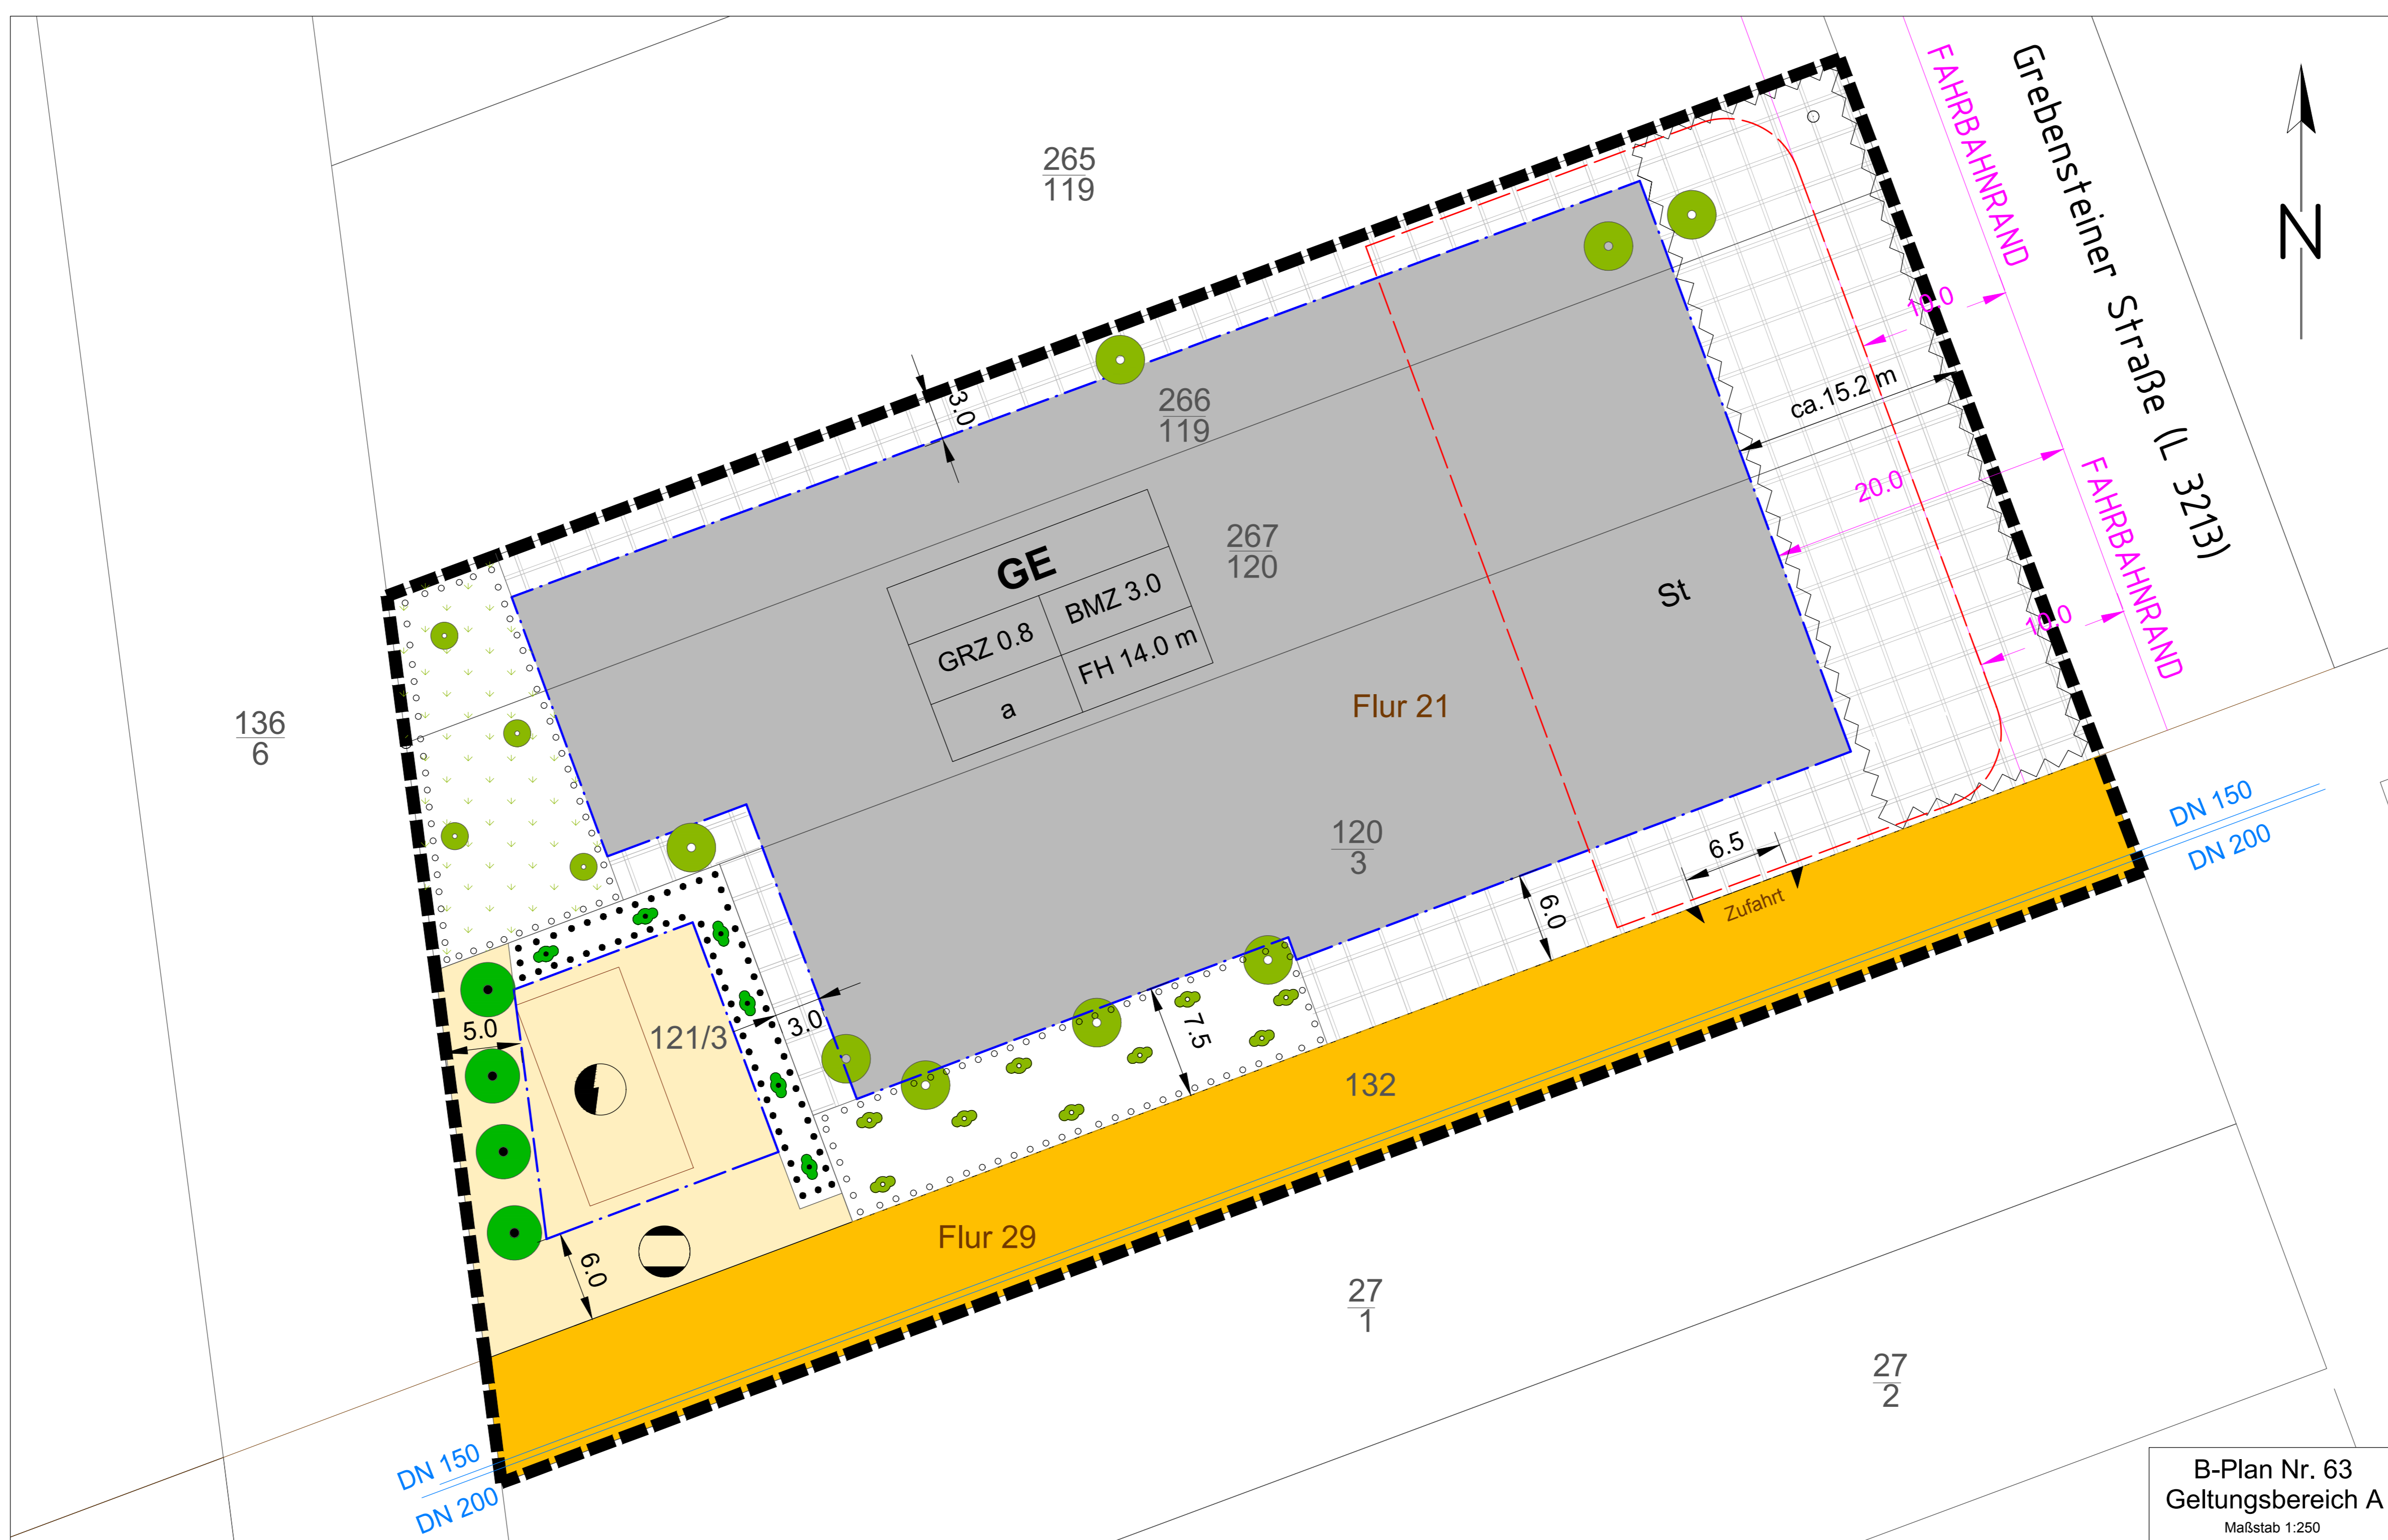 FAHRBAHNRAND
Grebensteiner Straße (L 3213)
N
265
119
10.0
ca.15.2 m
3.0
266
119
20.0
FAHRBAHNRAND
267
120
GE
GRZ 0.8
BMZ 3.0
a
FH 14.0 m
St
10.0
Flur 21
136
6
DN 150
DN 200
120
3
6.5
Zufahrt
6.0
5.0
121/3
3.0
7.5
132
Flur 29
6.0
27
1
27
2
DN 150
DN 200
B-Plan Nr. 63
Geltungsbereich A
Maßstab 1:250